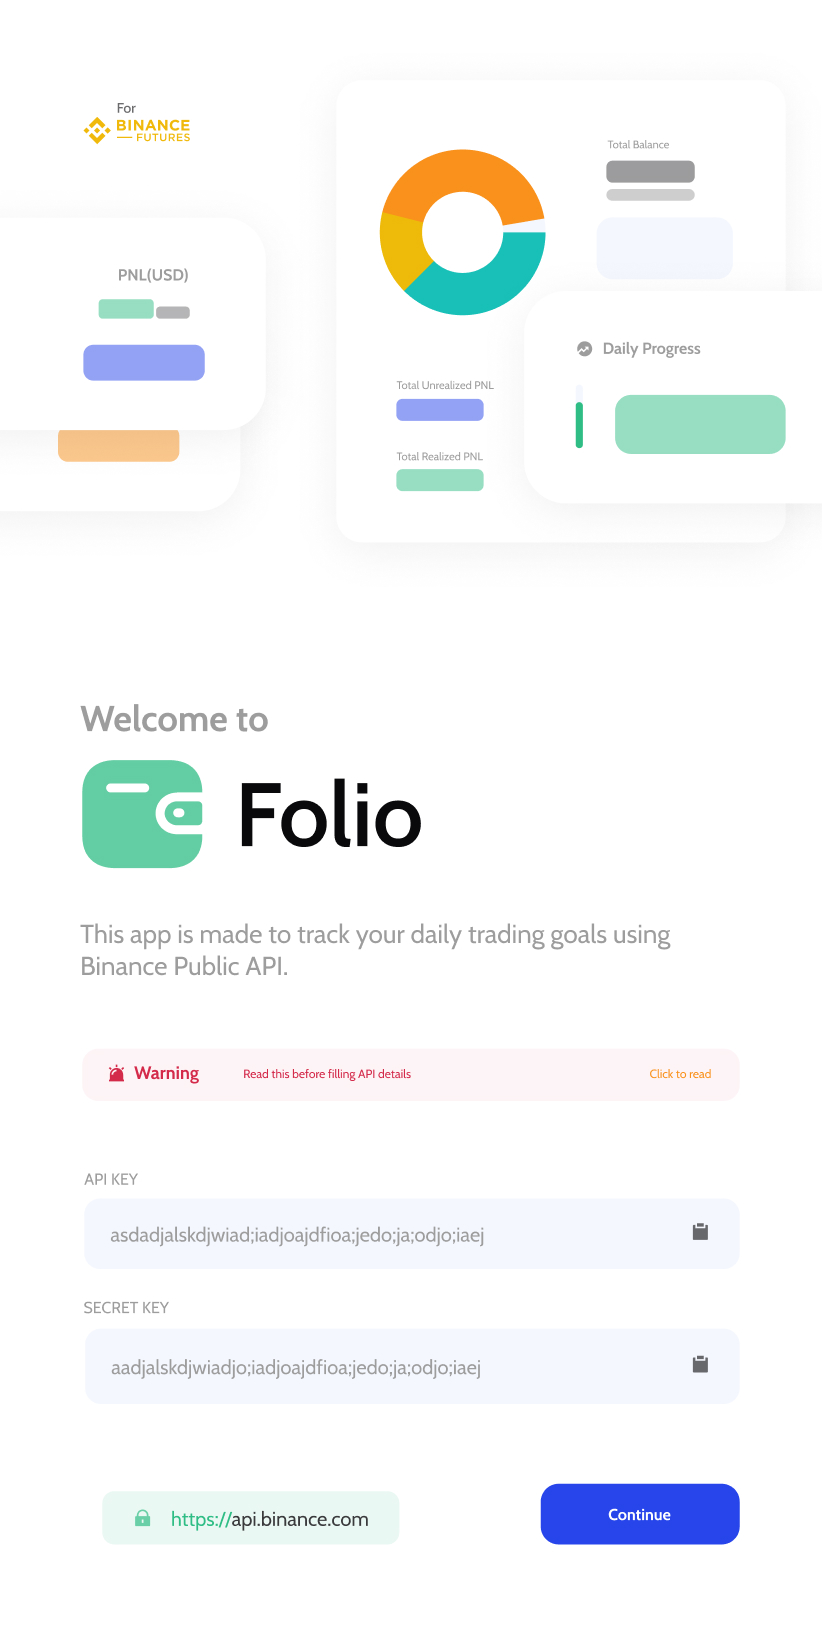 For
BINANCE
FUTURES
Total Balance
PNL(USD)
Daily Progress
Total Unrealized PNL
Total Realized PNL
Welcome to
Folio
This app is made to track your daily trading goals using
Binance Public API.
Warning Read this before filling API details Click to read
API KEY
asdadjalskdjwiad;iadjoajdfioa;jedo;ja;odjo;iaej
SECRET KEY
aadjalskdjwiadjo;iadjoajdfioa;jedo;ja;odjo;iaej
https://api.binance.com
Continue